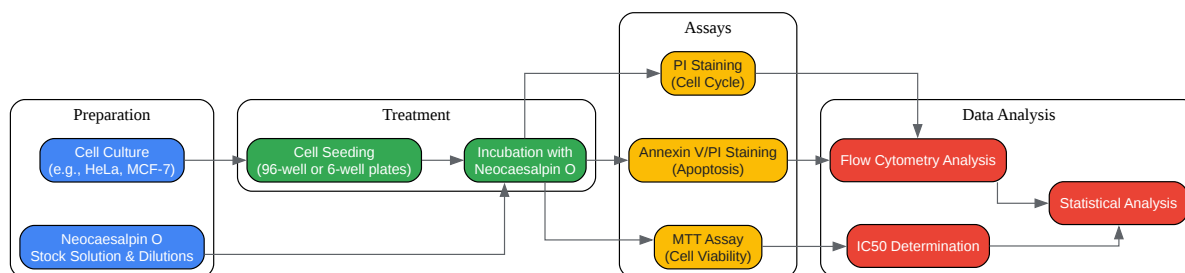 Preparation
Cell Culture
(e.g., HeLa, MCF-7)
Neocaesalpin O
Stock Solution & Dilutions
Treatment
Cell Seeding
(96-well or 6-well plates)
Incubation with
Neocaesalpin O
Assays
PI Staining
(Cell Cycle)
Annexin V/PI Staining
(Apoptosis)
MTT Assay
(Cell Viability)
Data Analysis
Flow Cytometry Analysis
IC50 Determination
Statistical Analysis